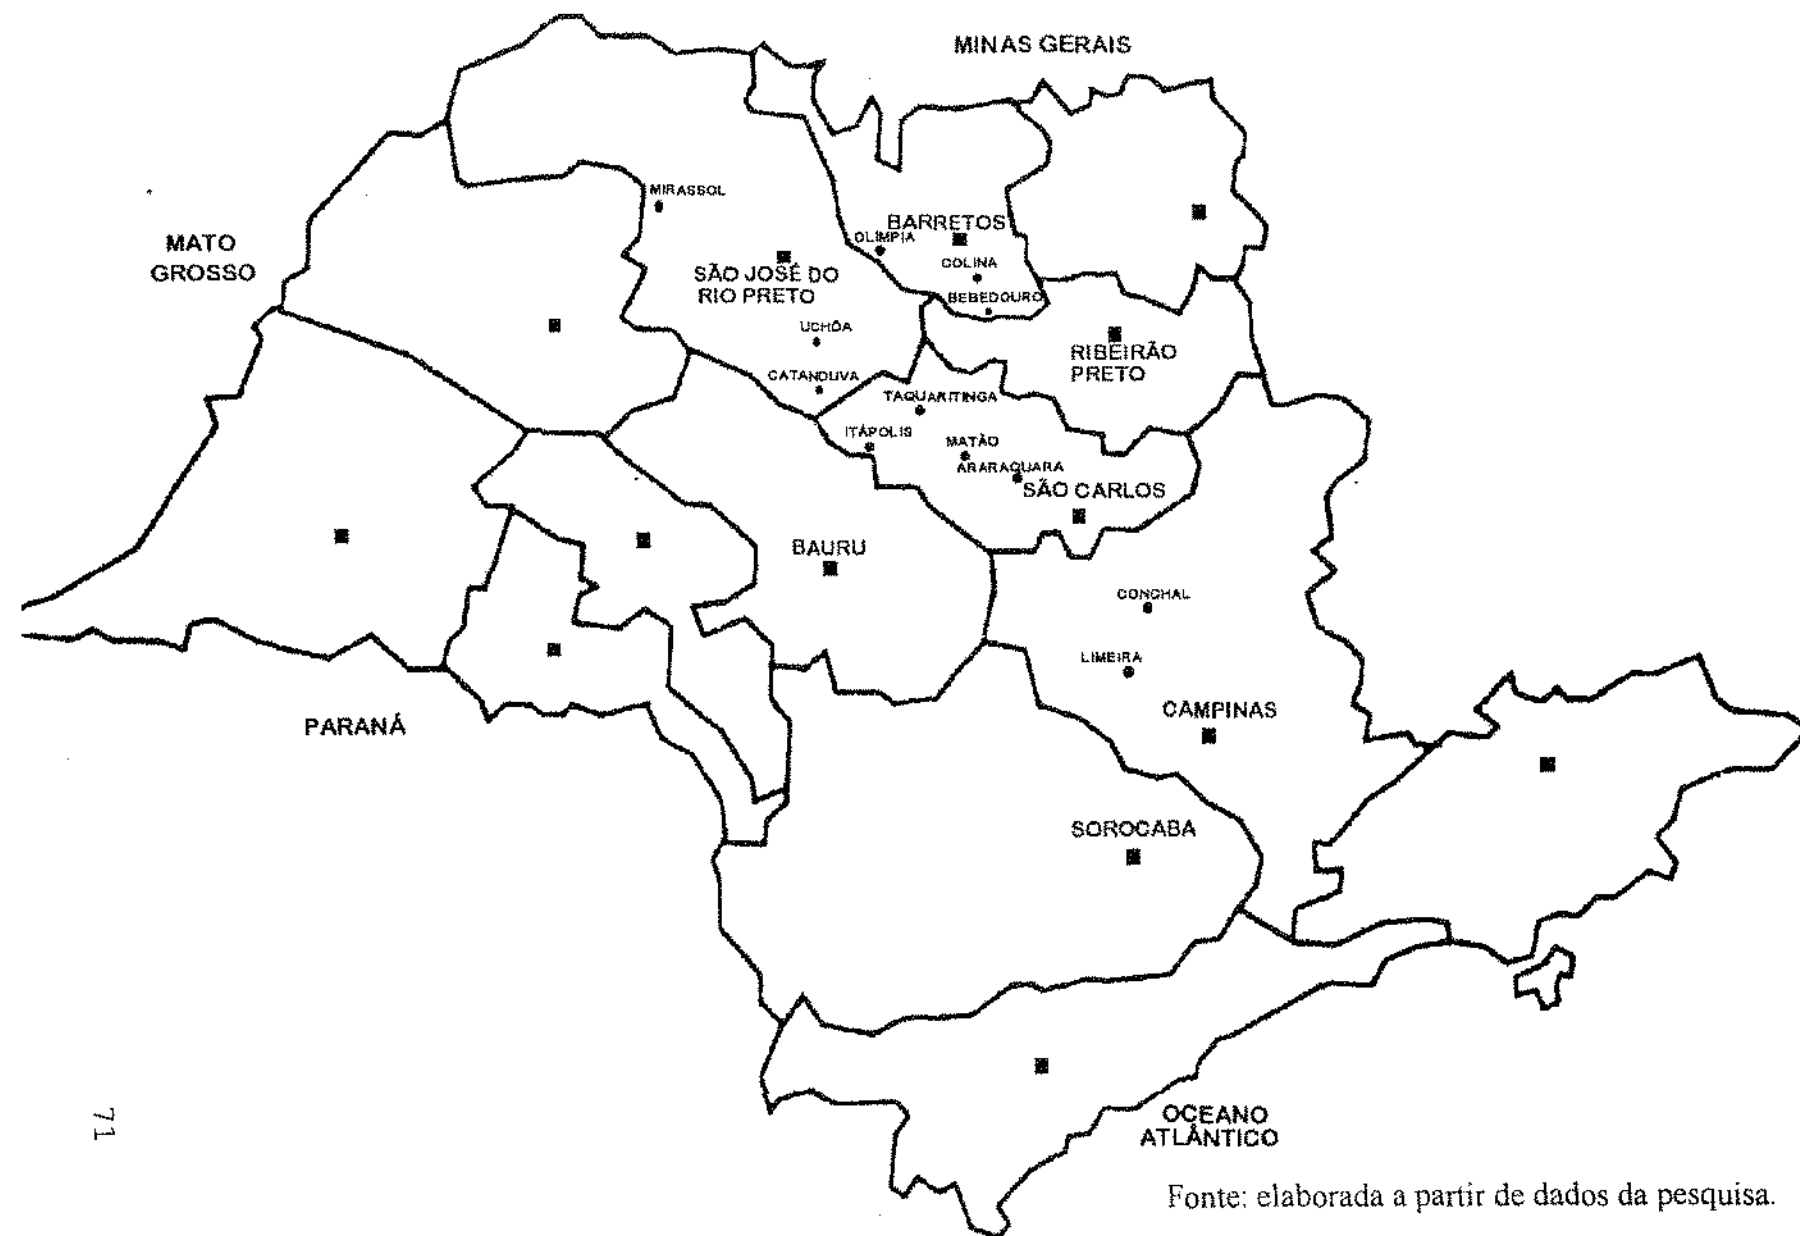 MINAS GERAIS
MIRASSOL
MATO
GROSSO
BARRETOS
OLIMPIA
COLINA
SÃO JOSÉ DO
RIO PRETO
BEBEDOURO
UCHÔA
RIBEIRÃO
PRETO
CATANDUVA
TAQUARITINGA
ITÁPOLIS
MATÃO
ARARAQUARA
SÃO CARLOS
BAURU
CONCHAL
LIMEIRA
CAMPINAS
PARANÁ
SOROCABA
OCEANO
ATLÂNTICO
71
Fonte: elaborada a partir de dados da pesquisa.